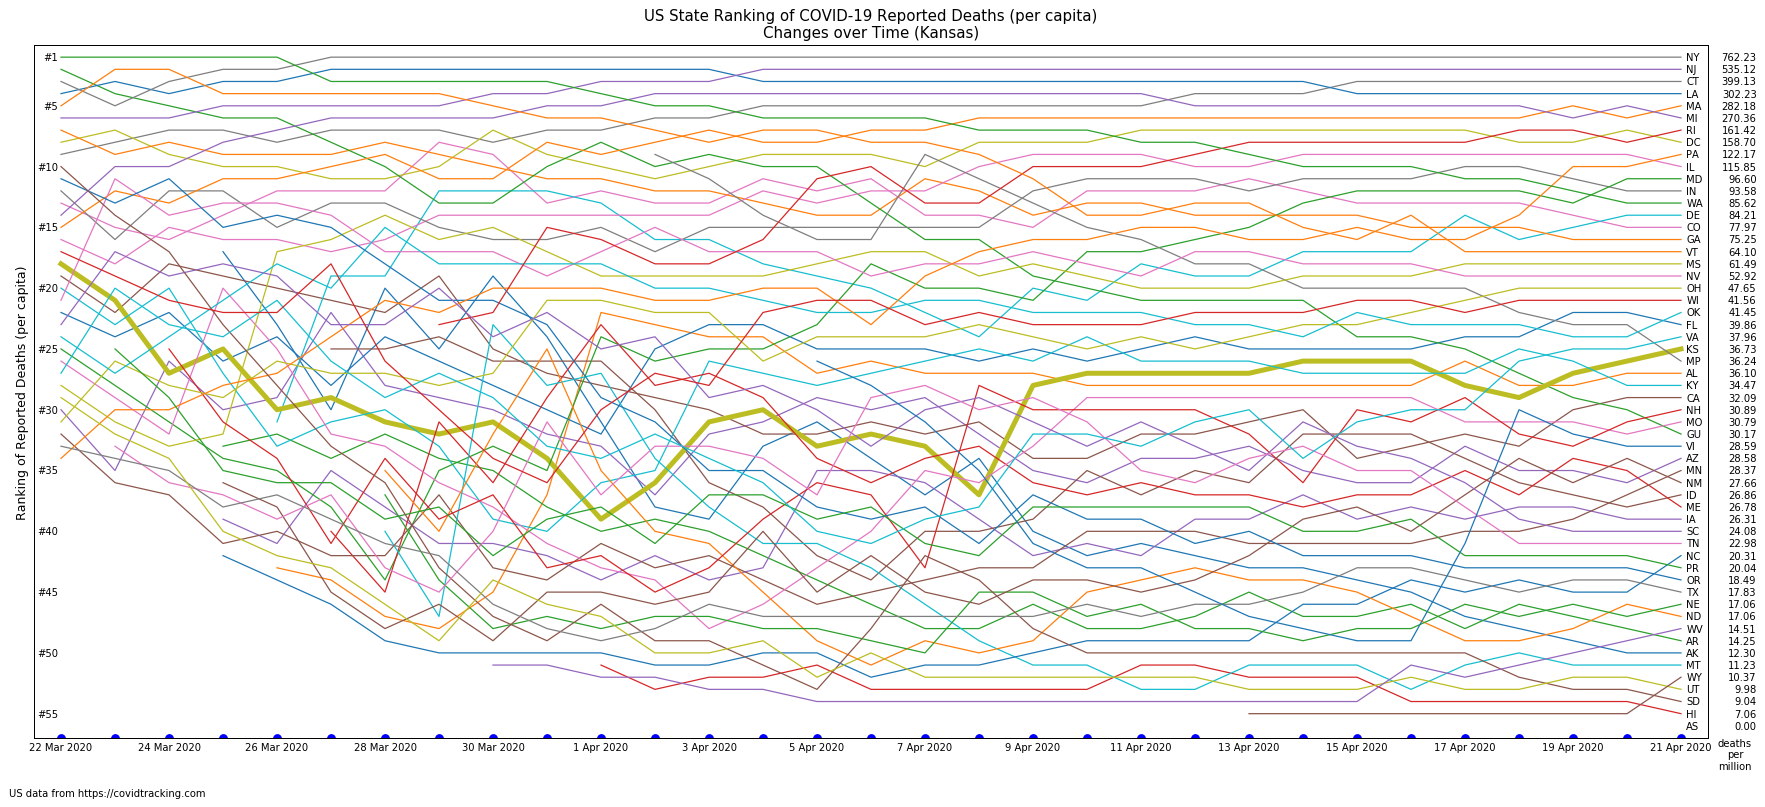 US State Ranking of COVID-19 Reported Deaths (per capita)
Changes over Time (Kansas)
Ranking of Reported Deaths (per capita)
#1
#5
#10
#15
#20
#25
#30
#35
#40
#45
#50
#55
NY 762.23
NJ 535.12
CT 399.13
LA 302.23
MA 282.18
MI 270.36
RI 161.42
DC 158.70
PA 122.17
IL 115.85
MD 96.60
IN 93.58
WA 85.62
DE 84.21
CO 77.97
GA 75.25
VT 64.10
MS 61.49
NV 52.92
OH 47.65
WI 41.56
OK 41.45
FL 39.86
VA 37.96
KS 36.73
MP 36.24
AL 36.10
KY 34.47
CA 32.09
NH 30.89
MO 30.79
GU 30.17
VI 28.59
AZ 28.58
MN 28.37
NM 27.66
ID 26.86
ME 26.78
IA 26.31
SC 24.08
TN 22.98
NC 20.31
PR 20.04
OR 18.49
TX 17.83
NE 17.06
ND 17.06
WV 14.51
AR 14.25
AK 12.30
MT 11.23
WY 10.37
UT 9.98
SD 9.04
HI 7.06
AS 0.00
22 Mar 2020 24 Mar 2020 26 Mar 2020 28 Mar 2020 30 Mar 2020 1 Apr 2020 3 Apr 2020 5 Apr 2020 7 Apr 2020 9 Apr 2020 11 Apr 2020 13 Apr 2020 15 Apr 2020 17 Apr 2020 19 Apr 2020 21 Apr 2020
deaths
per
million
US data from https://covidtracking.com